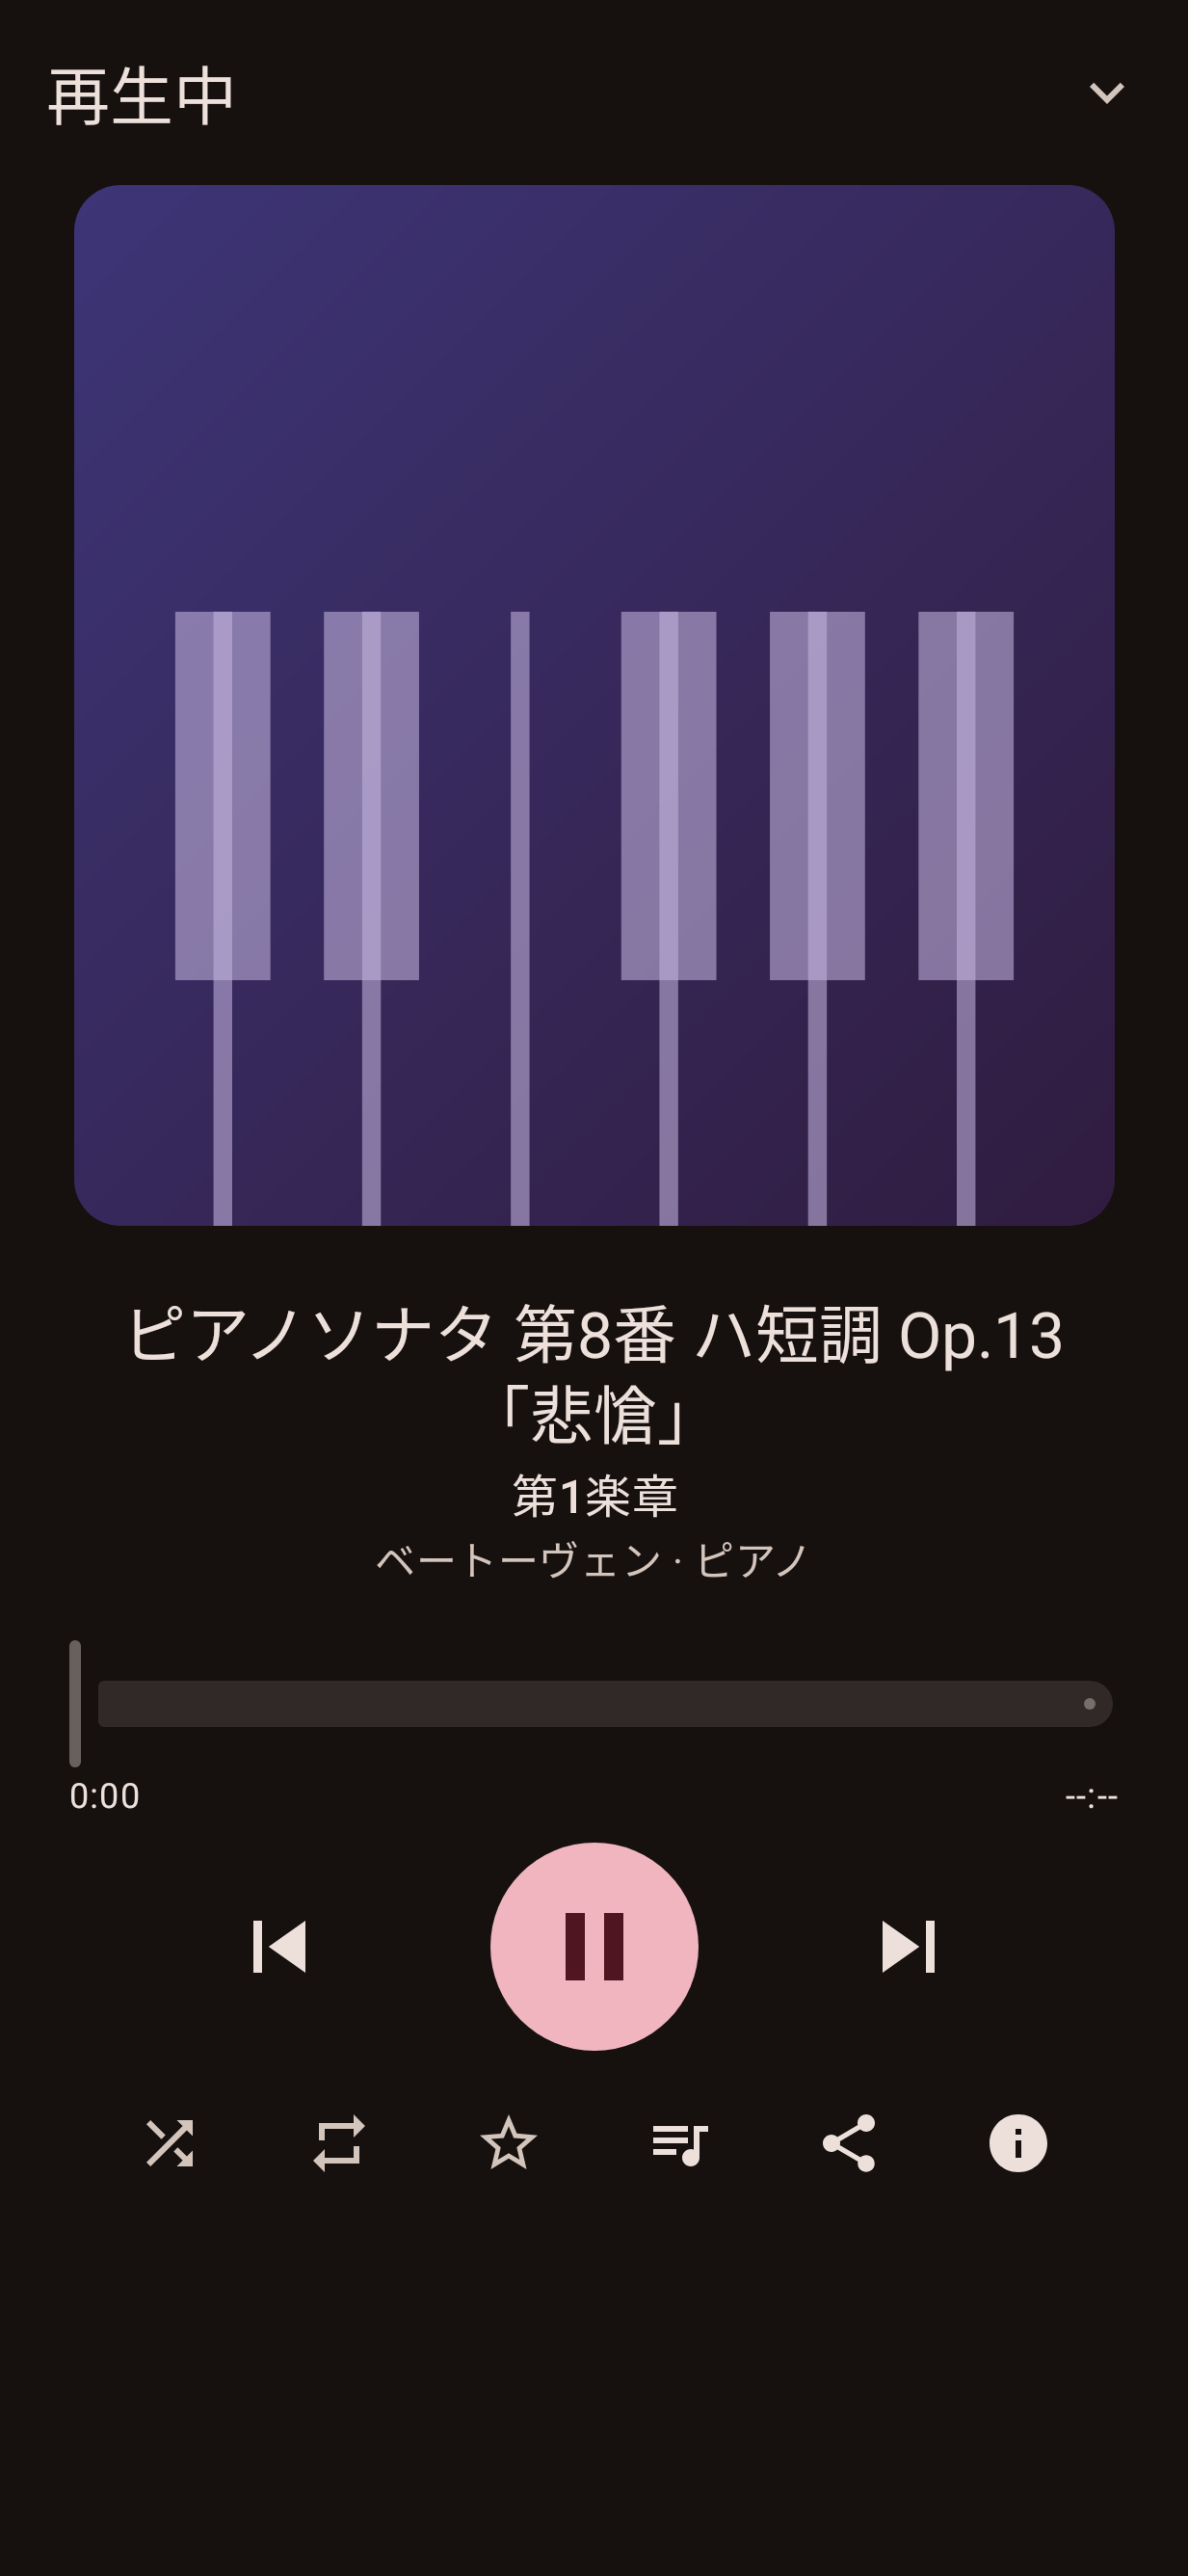 再生中
ピアノソナタ 第8番 ハ短調 Op.13
「悲愴」
第1楽章
ベートーヴェン · ピアノ
0:00
--:--